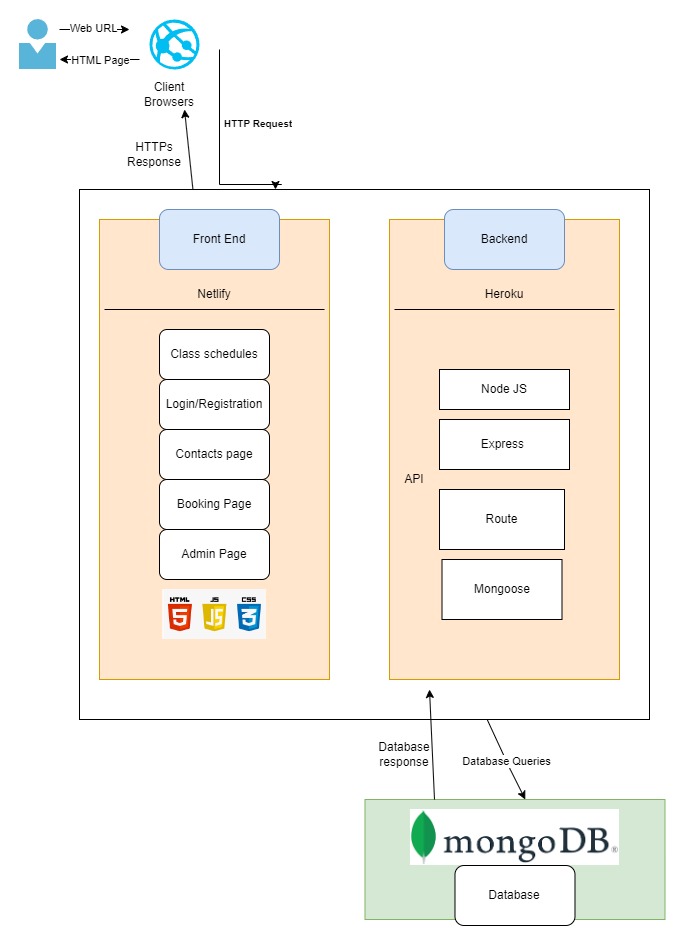 Web URL
HTML Page
Client
Browsers
HTTP Request
HTTPs
Response
Front End
Backend
Netlify
Heroku
Class schedules
Login/Registration
Contacts page
Booking Page
Admin Page
HTML
JS
CSS
5
JS
3
Node JS
Express
API
Route
Mongoose
Database
response
Database Queries
mongoDB®
Database